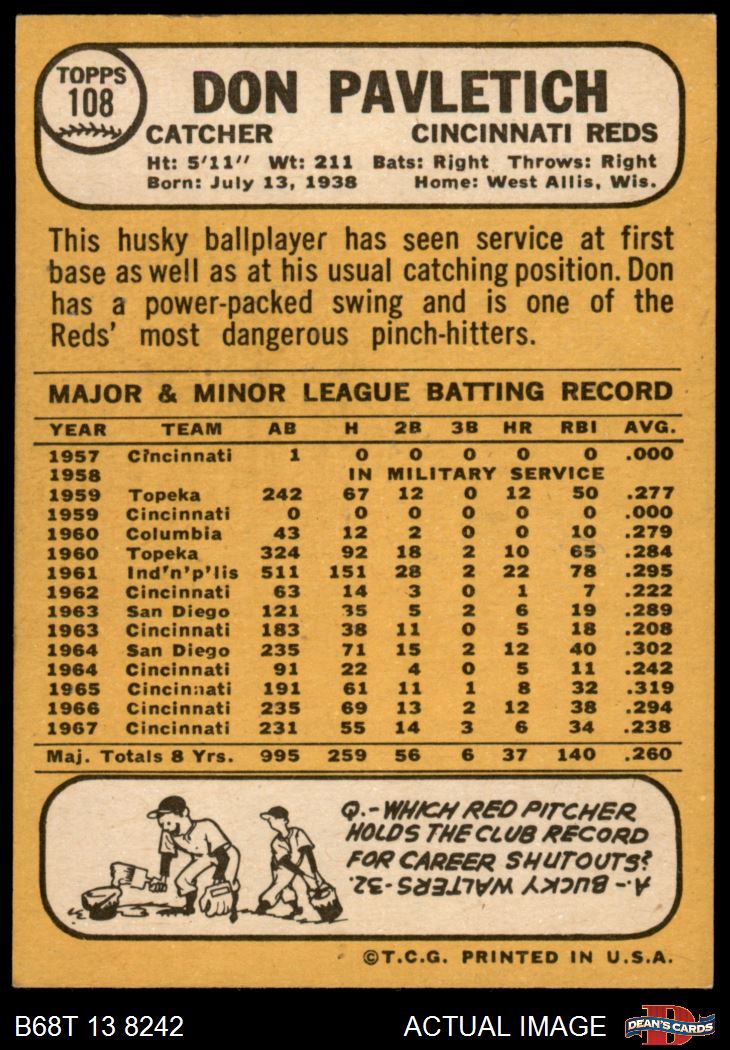 TOPPS
108
DON PAVLETICH
CATCHER CINCINNATI REDS
Ht: 5'11" Wt: 211 Bats: Right Throws: Right
Born: July 13, 1938 Home: West Allis, Wis.
This husky ballplayer has seen service at first
base as well as at his usual catching position. Don
has a power-packed swing and is one of the
Reds' most dangerous pinch-hitters.
MAJOR & MINOR LEAGUE BATTING RECORD
YEAR TEAM AB H 2B 3B HR RBI AVG.
1957 Cincinnati 1 0 0 0 0 0 .000
1958 IN MILITARY SERVICE
1959 Topeka 242 67 12 0 12 50 .277
1959 Cincinnati 0 0 0 0 0 0 .000
1960 Columbia 43 12 2 0 0 10 .279
1960 Topeka 324 92 18 2 10 65 .284
1961 Ind'n'p'lis 511 151 28 2 22 78 .295
1962 Cincinnati 63 14 3 0 1 7 .222
1963 San Diego 121 35 5 2 6 19 .289
1963 Cincinnati 183 38 11 0 5 18 .208
1964 San Diego 235 71 15 2 12 40 .302
1964 Cincinnati 91 22 4 0 5 11 .242
1965 Cincinnati 191 61 11 1 8 32 .319
1966 Cincinnati 235 69 13 2 12 38 .294
1967 Cincinnati 231 55 14 3 6 34 .238
Maj. Totals 8 Yrs. 995 259 56 6 37 140 .260
Q.-WHICH RED PITCHER
HOLDS THE CLUB RECORD
FOR CAREER SHUTOUTS?
A.- BUCKY WALTERS-32.
©T.C.G. PRINTED IN U.S.A.
B68T 13 8242 ACTUAL IMAGE
D
DEAN'S CARDS